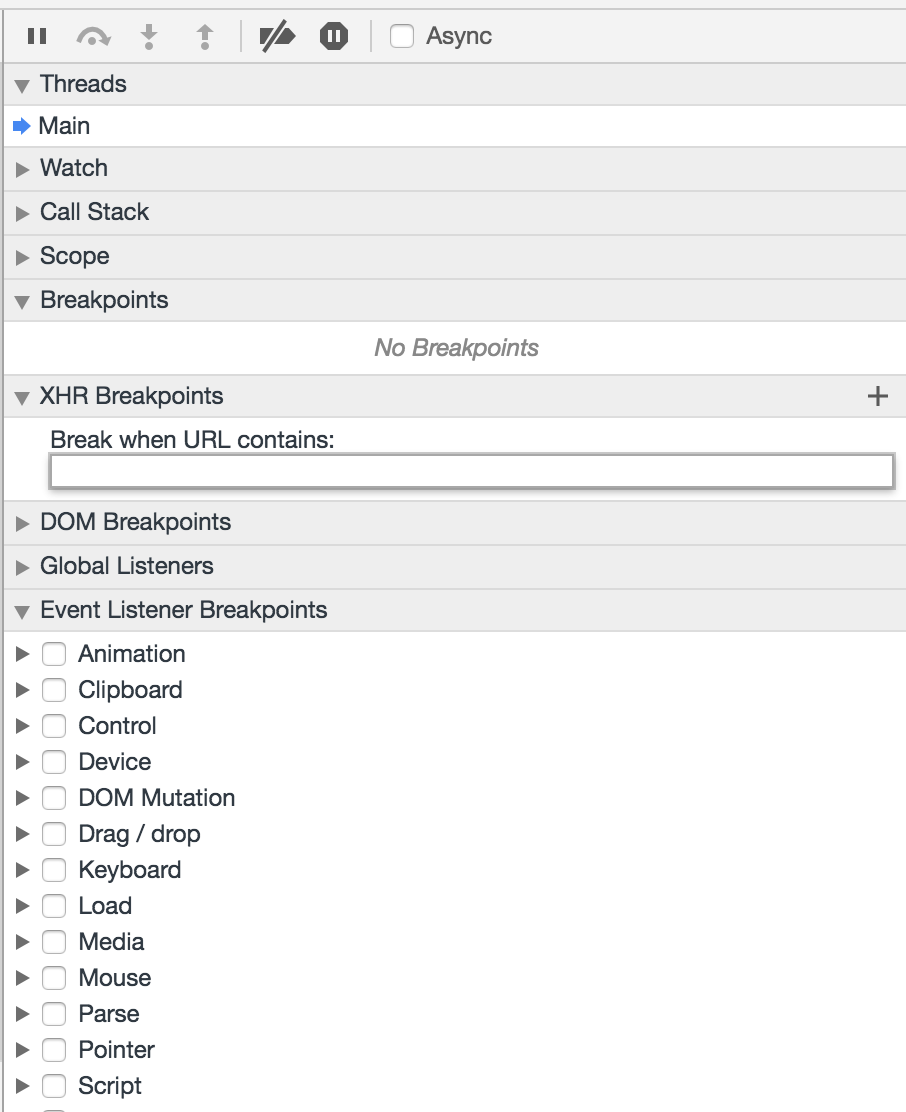 Async
Threads
Main
Watch
Call Stack
Scope
Breakpoints
No Breakpoints
XHR Breakpoints
Break when URL contains:
DOM Breakpoints
Global Listeners
Event Listener Breakpoints
Animation
Clipboard
Control
Device
DOM Mutation
Drag / drop
Keyboard
Load
Media
Mouse
Parse
Pointer
Script